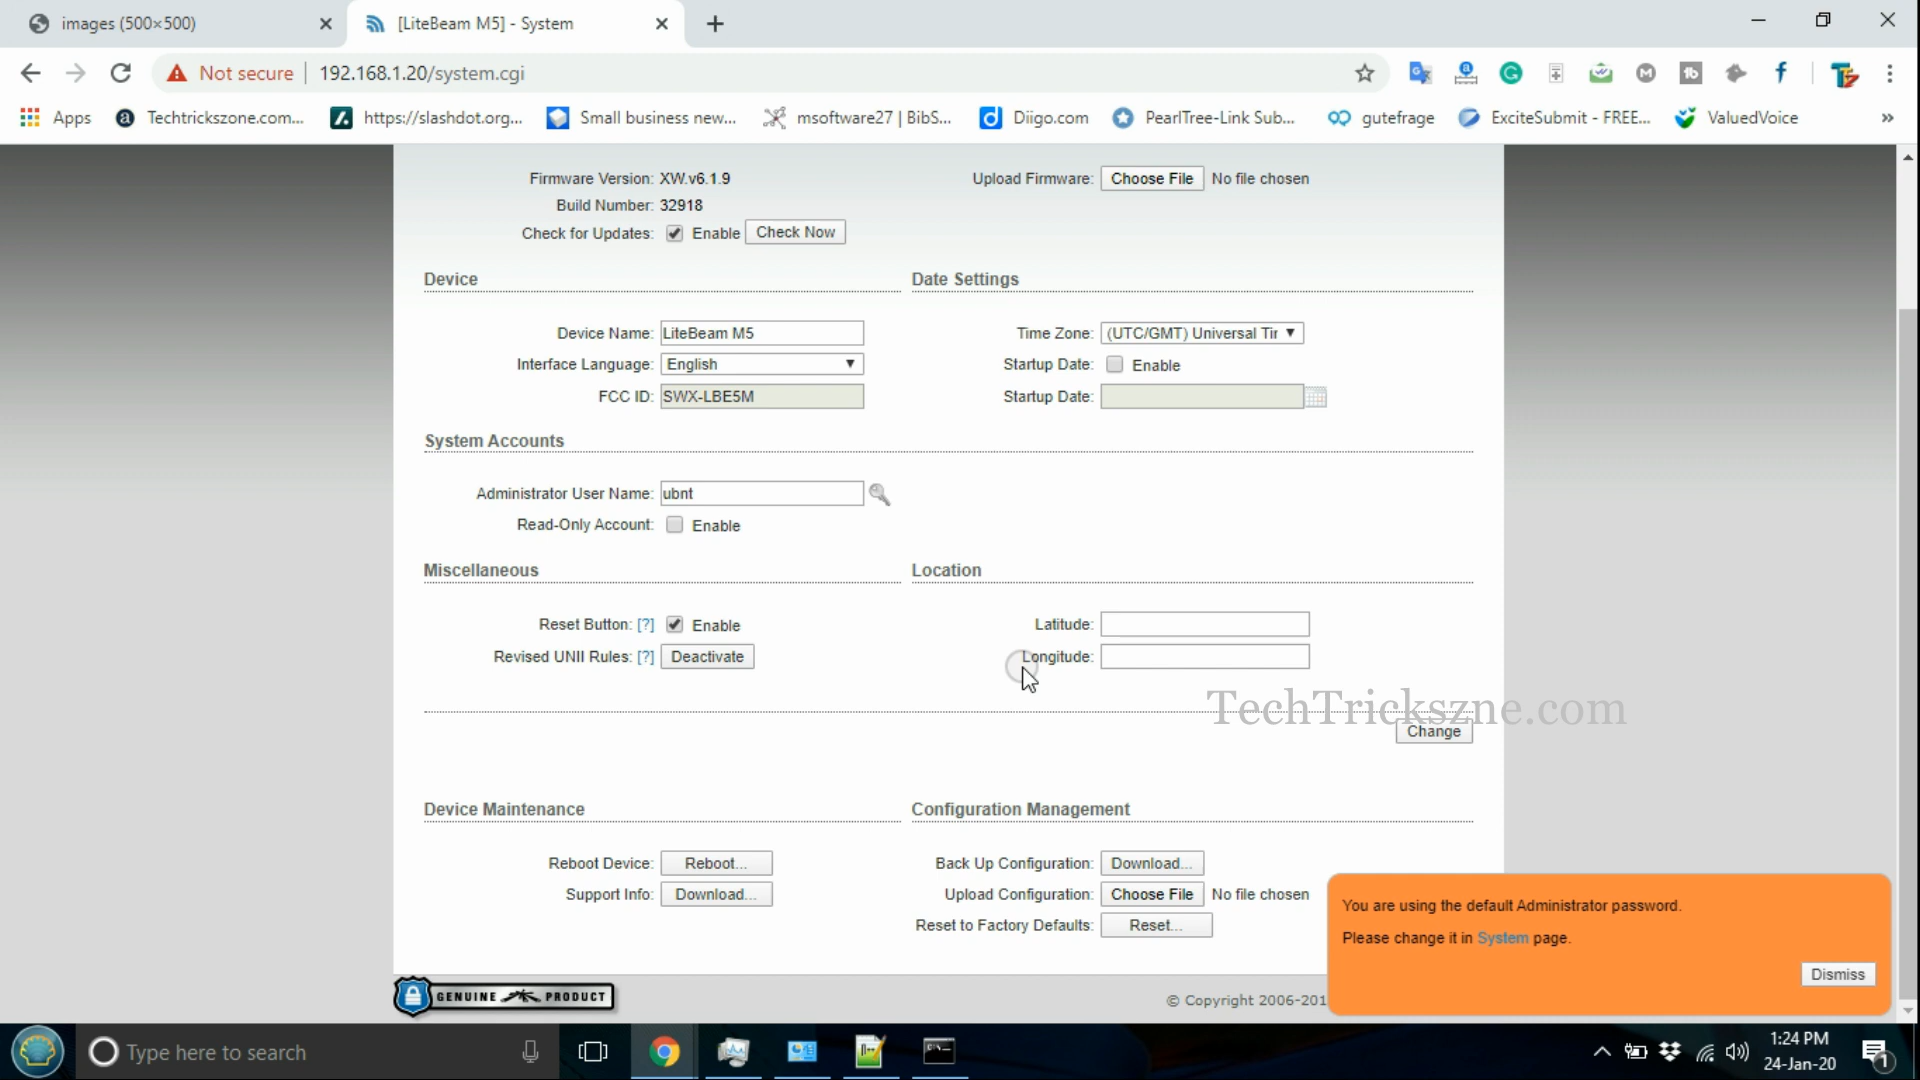 images (500×500)
[LiteBeam M5] - System
Not secure
192.168.1.20/system.cgi
Apps
Techtrickszone.com...
https://slashdot.org...
Small business new...
msoftware27 | BibS...
Diigo.com
PearlTree-Link Sub...
gutefrage
ExciteSubmit - FREE...
ValuedVoice
»
Firmware Version: XW.v6.1.9
Upload Firmware: Choose File No file chosen
Build Number: 32918
Check for Updates: Enable Check Now
Device
Date Settings
Device Name: LiteBeam M5
Time Zone: (UTC/GMT) Universal Tir
Interface Language: English
Startup Date: Enable
FCC ID: SWX-LBE5M
Startup Date:
System Accounts
Administrator User Name: ubnt
Read-Only Account: Enable
Miscellaneous
Location
Reset Button: [?] Enable
Latitude:
Revised UNII Rules: [?] Deactivate
Longitude:
TechTrickszne.com
Change
Device Maintenance
Configuration Management
Reboot Device: Reboot...
Back Up Configuration: Download...
Support Info: Download...
Upload Configuration: Choose File No file chosen
Reset to Factory Defaults: Reset...
You are using the default Administrator password.
Please change it in System page.
Dismiss
GENUINE PRODUCT
© Copyright 2006-201
Type here to search
1:24 PM
24-Jan-20
1